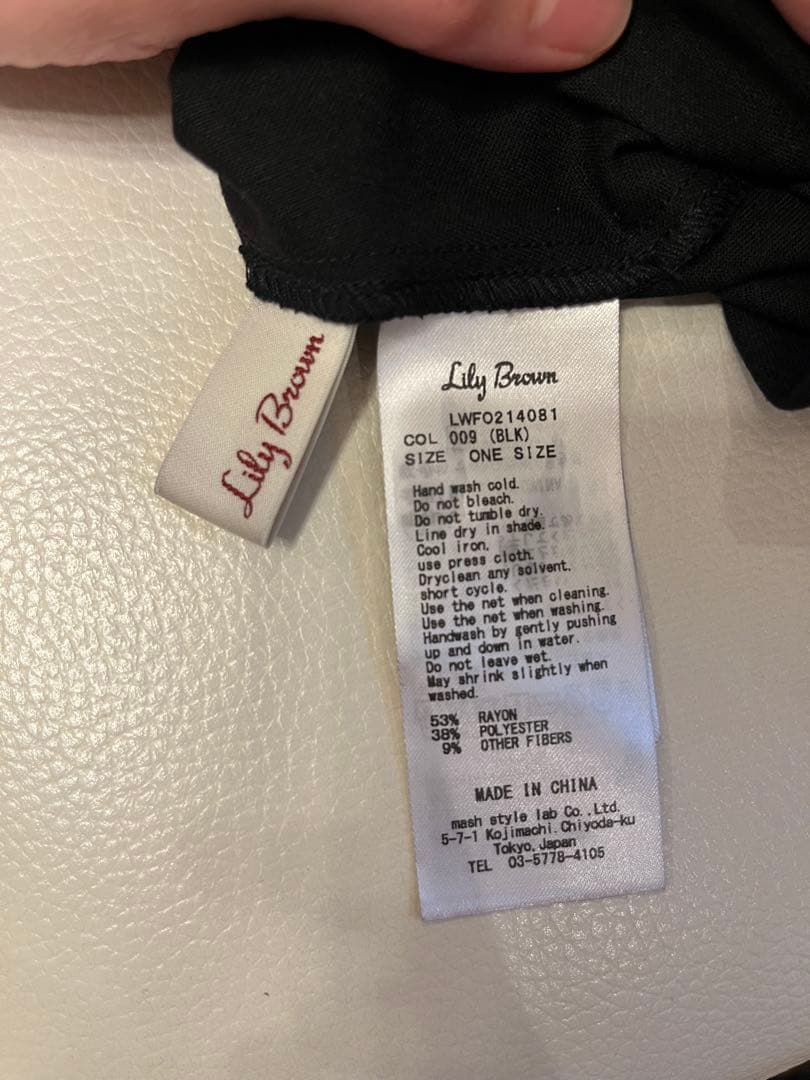 Lily Brown
Lily Brown
LWFO214081
COL 009 (BLK)
SIZE ONE SIZE
Hand wash cold.
Do not bleach.
Do not tumble dry.
Line dry in shade.
Cool iron,
use press cloth.
Dryclean any solvent,
short cycle.
Use the net when cleaning.
Use the net when washing.
Handwash by gently pushing
up and down in water.
Do not leave wet.
May shrink slightly when
washed.
53% RAYON
38% POLYESTER
9% OTHER FIBERS
MADE IN CHINA
mash style lab Co.,Ltd.
5-7-1 Kojimachi,Chiyoda-ku
Tokyo,Japan
TEL 03-5778-4105